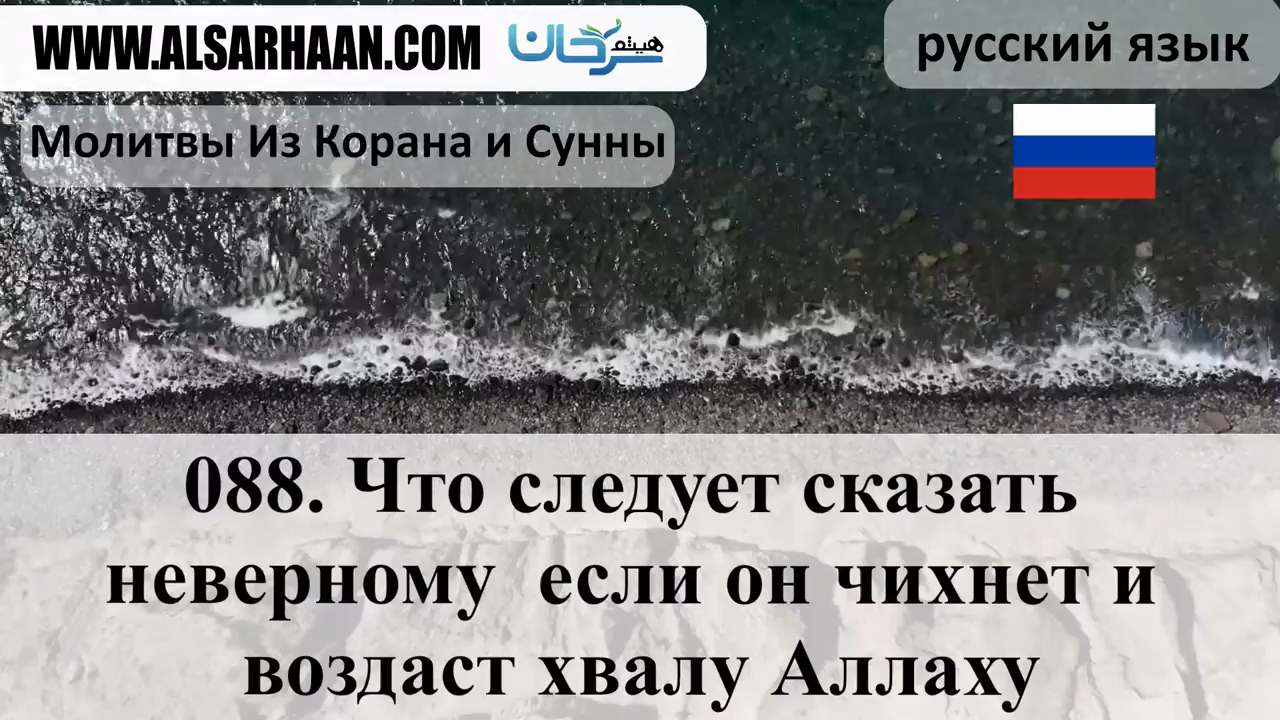 WWW.ALSARHAAN.COM هيثم سرحان
русский язык
Молитвы Из Корана и Сунны
088. Что следует сказать
неверному если он чихнет и
воздаст хвалу Аллаху